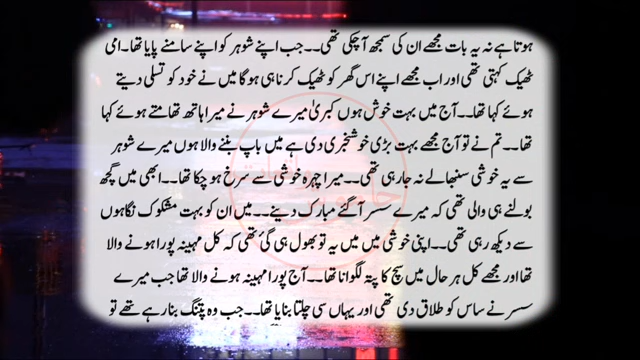 ہوتا ہے نہ یہ بات مجھے ان کی سمجھ آ چکی تھی۔۔جب اپنے شوہر کو اپنے سامنے پایا تھا۔امی
ٹھیک کہتی تھی اور اب مجھے اپنے اس گھر کو ٹھیک کرنا ہی ہوگا میں نے خود کو تسلی دیتے
ہوئے کہا تھا۔۔آج میں بہت خوش ہوں کبریٰ میرے شوہر نے میرا ہاتھ تھامتے ہوئے کہا
تھا۔۔تم نے تو آج مجھے بہت بڑی خوشخبری دی ہے میں باپ بننے والا ہوں میرے شوہر
سے یہ خوشی سنبھالے نہ جا رہی تھی۔۔میرا چہرہ خوشی سے سرخ ہو چکا تھا۔۔ابھی میں کچھ
بولنے ہی والی تھی کہ میرے سسر آگئے مبارک دینے۔۔میں ان کو بہت مشکوک نگاہوں
سے دیکھ رہی تھی۔۔اپنی خوشی میں میں یہ تو بھول ہی گئی تھی کہ کل مہینہ پورا ہونے والا
تھا اور مجھے کل ہر حال میں سچ کا پتہ لگوانا تھا۔۔آج پورا مہینہ ہونے والا تھا جب میرے
سسر نے ساس کو طلاق دی تھی اور یہاں سی چلتا بنایا تھا۔۔جب وہ پتنگ بنا رہے تھے تو